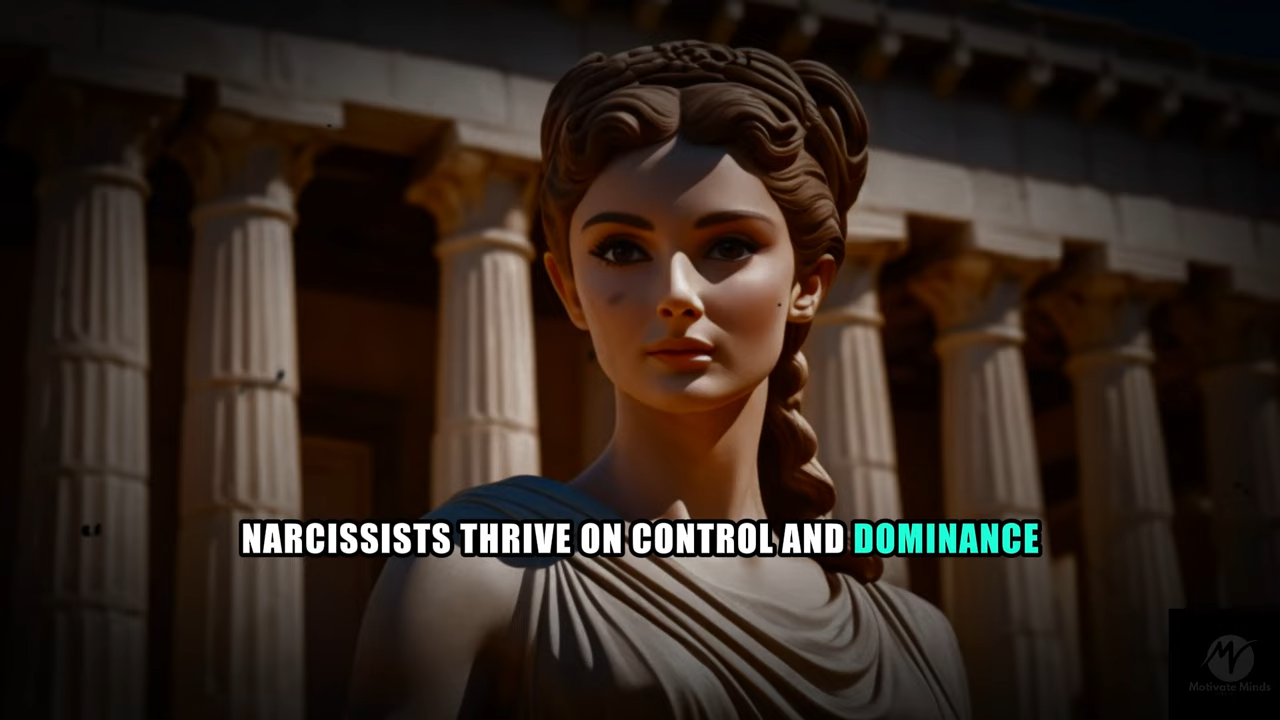 NARCISSISTS THRIVE ON CONTROL AND DOMINANCE
Motivate Minds